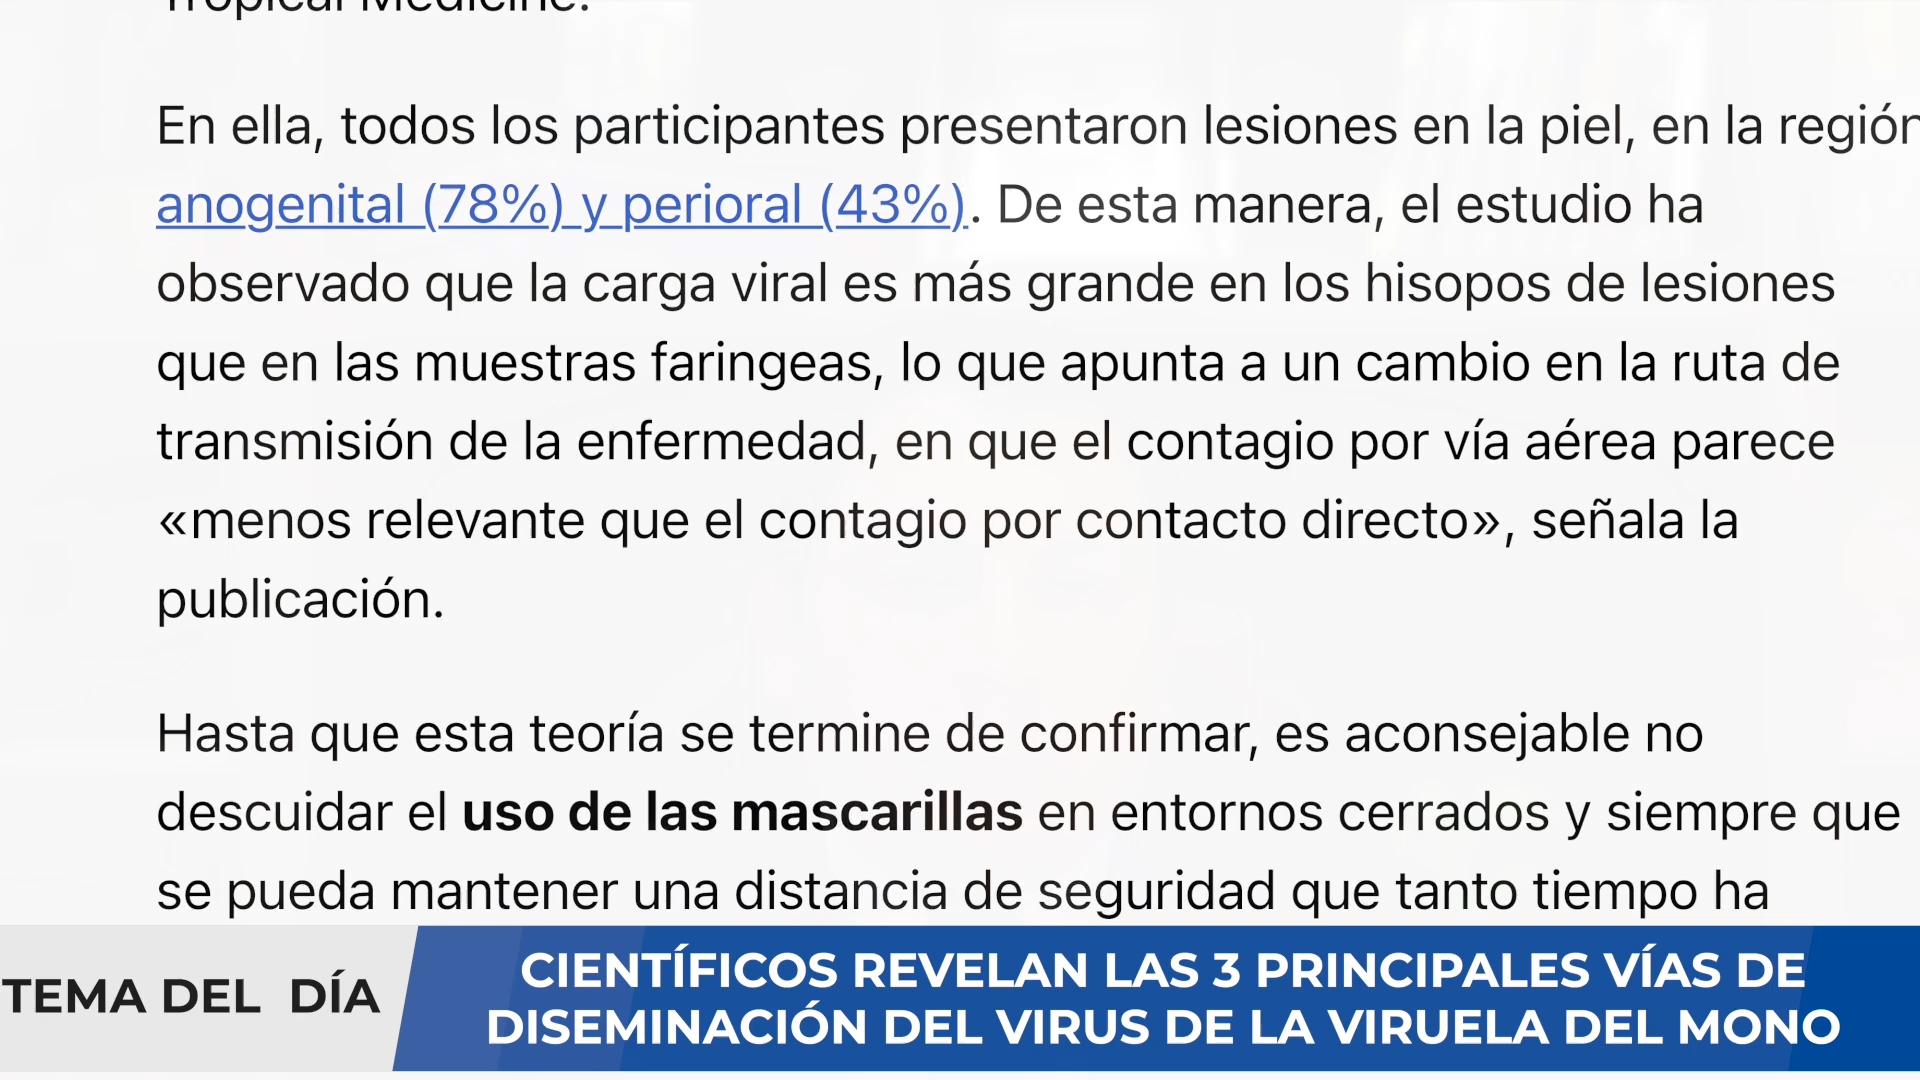 Tropical Medicine.
En ella, todos los participantes presentaron lesiones en la piel, en la región
anogenital (78%) y perioral (43%). De esta manera, el estudio ha
observado que la carga viral es más grande en los hisopos de lesiones
que en las muestras faringeas, lo que apunta a un cambio en la ruta de
transmisión de la enfermedad, en que el contagio por vía aérea parece
«menos relevante que el contagio por contacto directo», señala la
publicación.
Hasta que esta teoría se termine de confirmar, es aconsejable no
descuidar el uso de las mascarillas en entornos cerrados y siempre que
se pueda mantener una distancia de seguridad que tanto tiempo ha
TEMA DEL DÍA
CIENTÍFICOS REVELAN LAS 3 PRINCIPALES VÍAS DE
DISEMINACIÓN DEL VIRUS DE LA VIRUELA DEL MONO